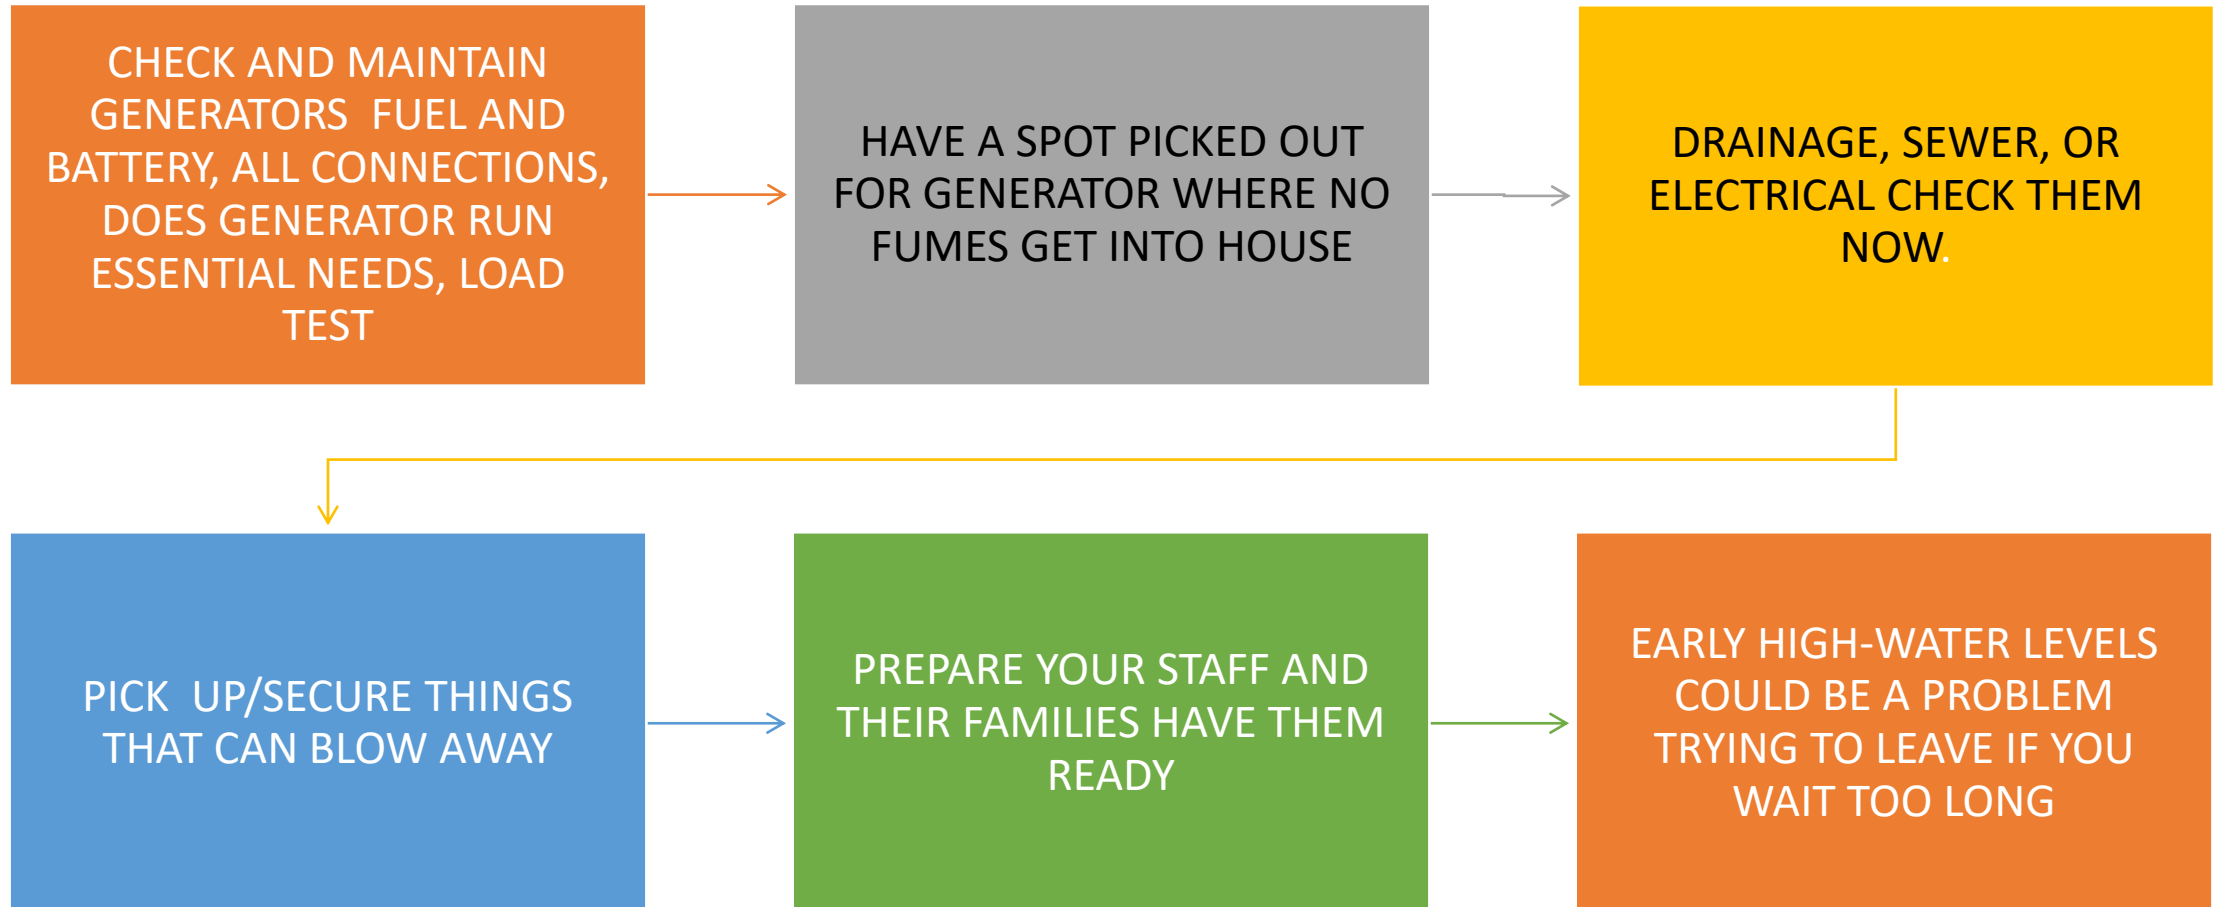 CHECK AND MAINTAIN
GENERATORS  FUEL AND
BATTERY, ALL CONNECTIONS,
DOES GENERATOR RUN
ESSENTIAL NEEDS, LOAD
TEST
HAVE A SPOT PICKED OUT
FOR GENERATOR WHERE NO
FUMES GET INTO HOUSE
DRAINAGE, SEWER, OR
ELECTRICAL CHECK THEM
NOW.
PICK  UP/SECURE THINGS
THAT CAN BLOW AWAY
PREPARE YOUR STAFF AND
THEIR FAMILIES HAVE THEM
READY
EARLY HIGH-WATER LEVELS
COULD BE A PROBLEM
TRYING TO LEAVE IF YOU
WAIT TOO LONG